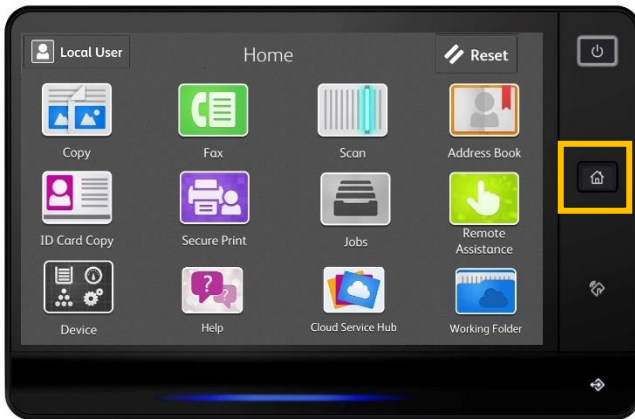 Local User
Home
Reset
Copy
Fax
Scan
Address Book
ID Card Copy
Secure Print
Jobs
Remote
Assistance
Device
Help
Cloud Service Hub
Working Folder